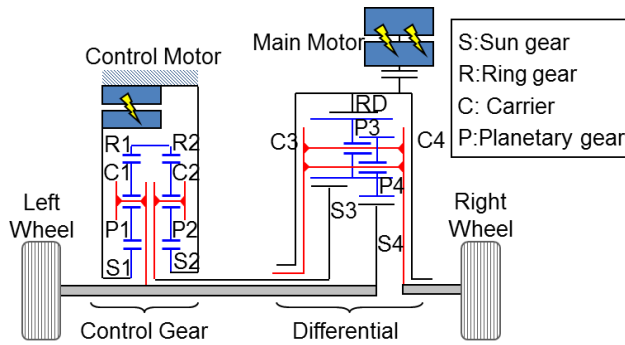 Control Motor
Main Motor
S:Sun gear
R:Ring gear
C: Carrier
P:Planetary gear
R1
R2
C1
C2
P1
P2
S1
S2
RD
P3
C3
C4
P4
S3
S4
Left
Wheel
Right
Wheel
Control Gear
Differential